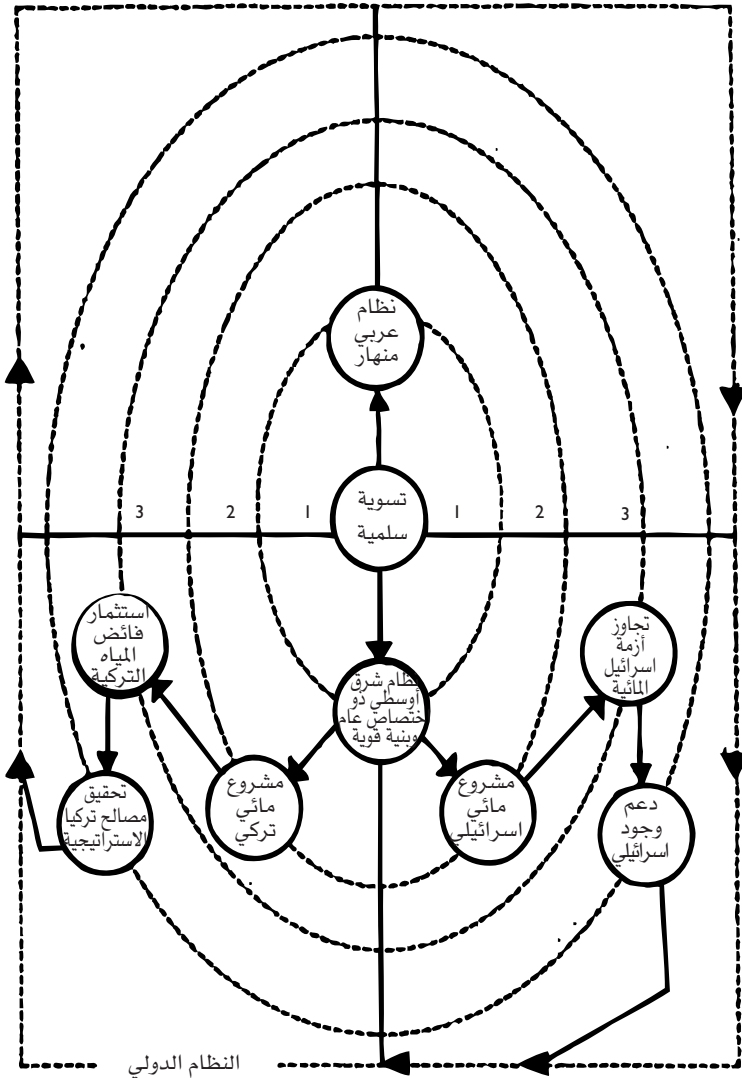 نظام
عربي
منهار
تسوية
سلمية
3 2 1 1 2 3
استثمار
فائض
المياه
التركية
تجاوز
أزمة
اسرائيل
المائية
نظام شرق
أوسطي ذو
ختصاص عام
وبنية قوية
مشروع
مائي
تركي
مشروع
مائي
اسرائيلي
تحقيق
مصالح تركيا
الاستراتيجية
دعم
وجود
اسرائيلي
النظام الدولي